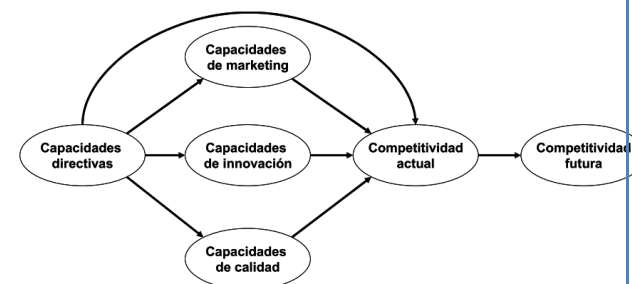 Capacidades
de marketing
Capacidades
directivas
Capacidades
de innovación
Competitividad
actual
Competitividad
futura
Capacidades
de calidad